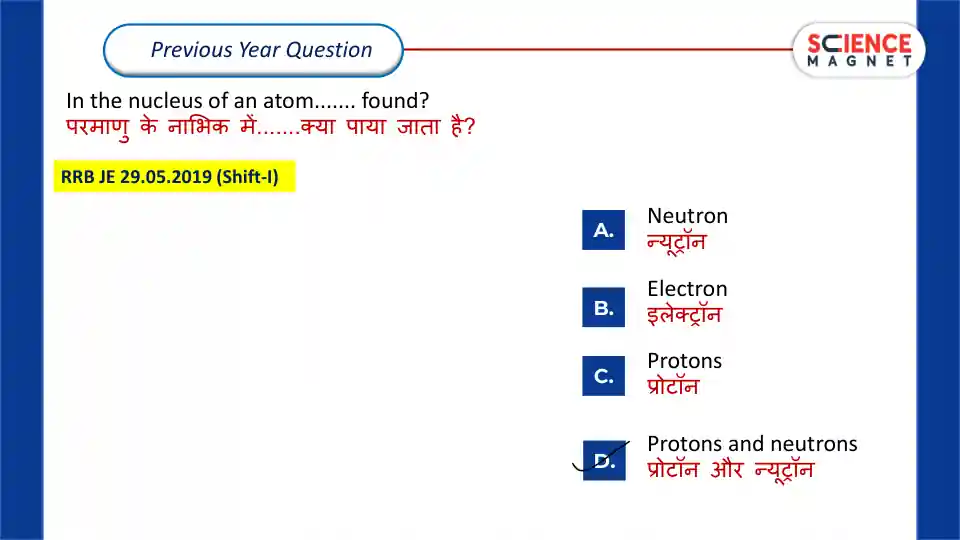 Previous Year Question
SCIENCE
MAGNET
In the nucleus of an atom....... found?
परमाणु के नाभिक में.......क्या पाया जाता है?
RRB JE 29.05.2019 (Shift-I)
A.
Neutron
न्यूट्रॉन
B.
Electron
इलेक्ट्रॉन
C.
Protons
प्रोटॉन
D.
Protons and neutrons
प्रोटॉन और न्यूट्रॉन